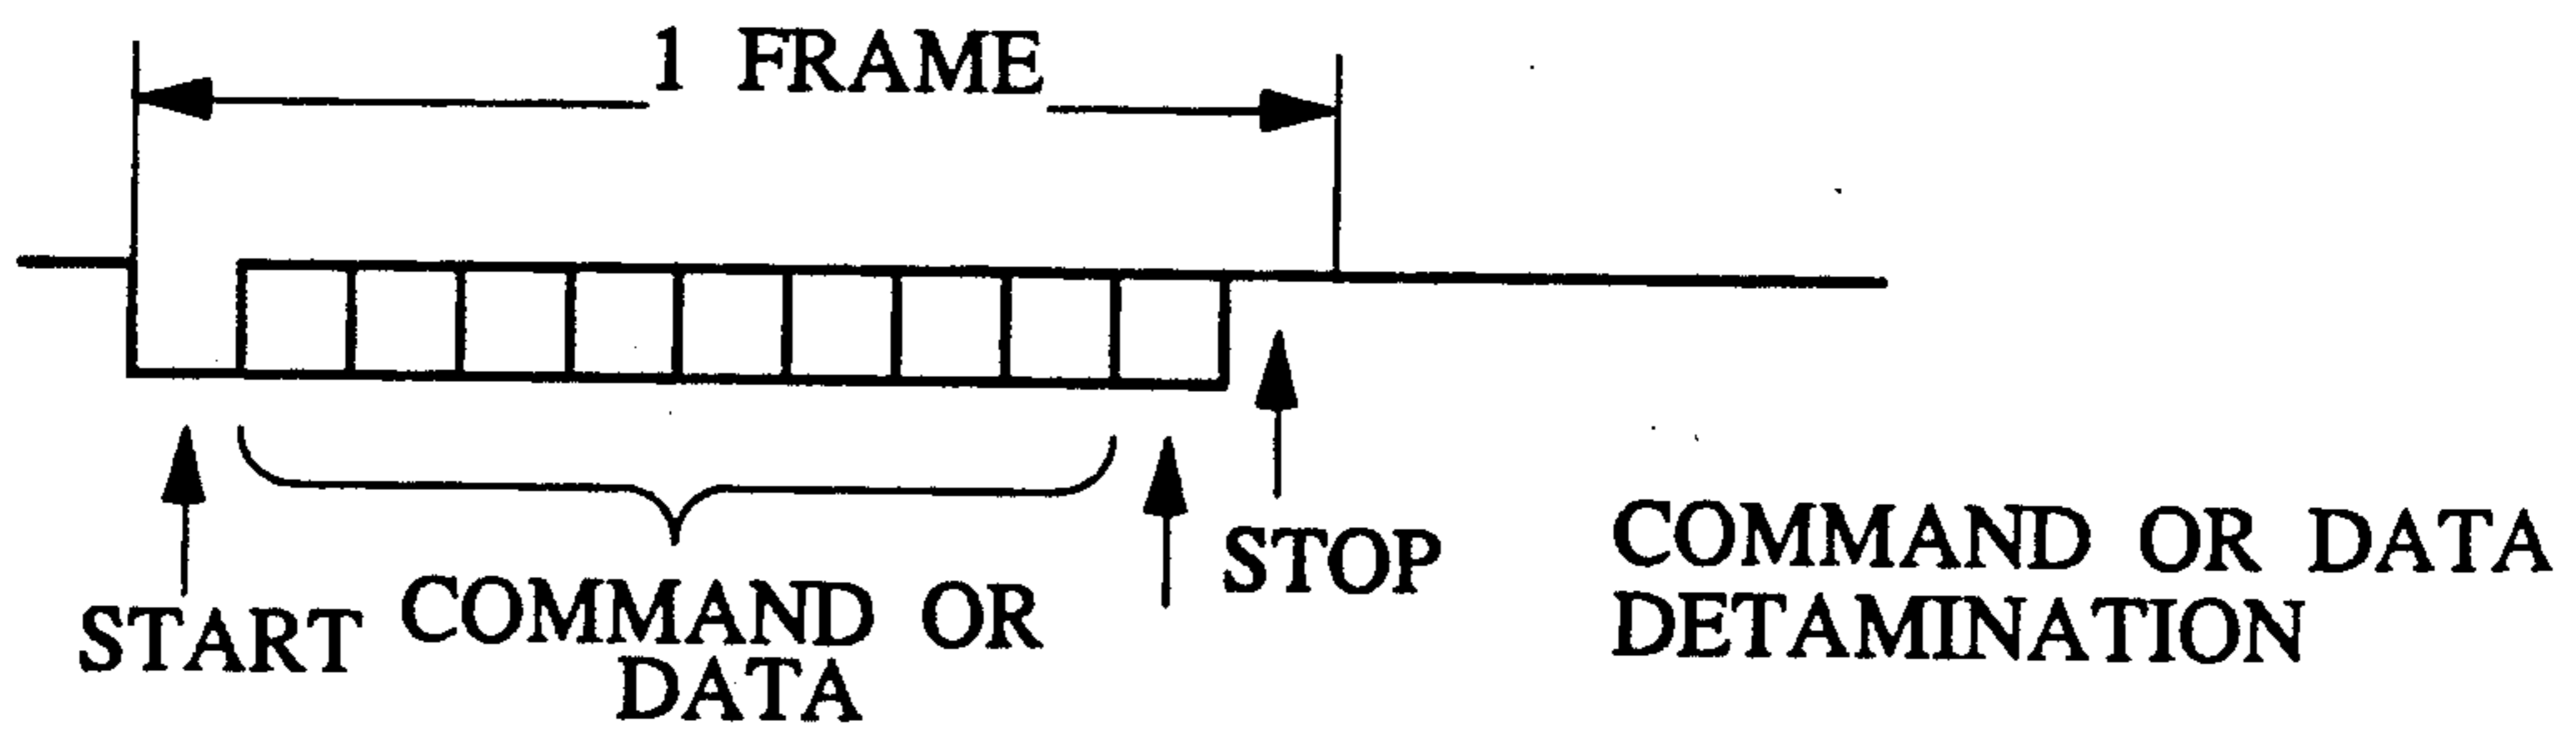 1 FRAME
START
COMMAND OR
DATA
STOP
COMMAND OR DATA
DETAMINATION